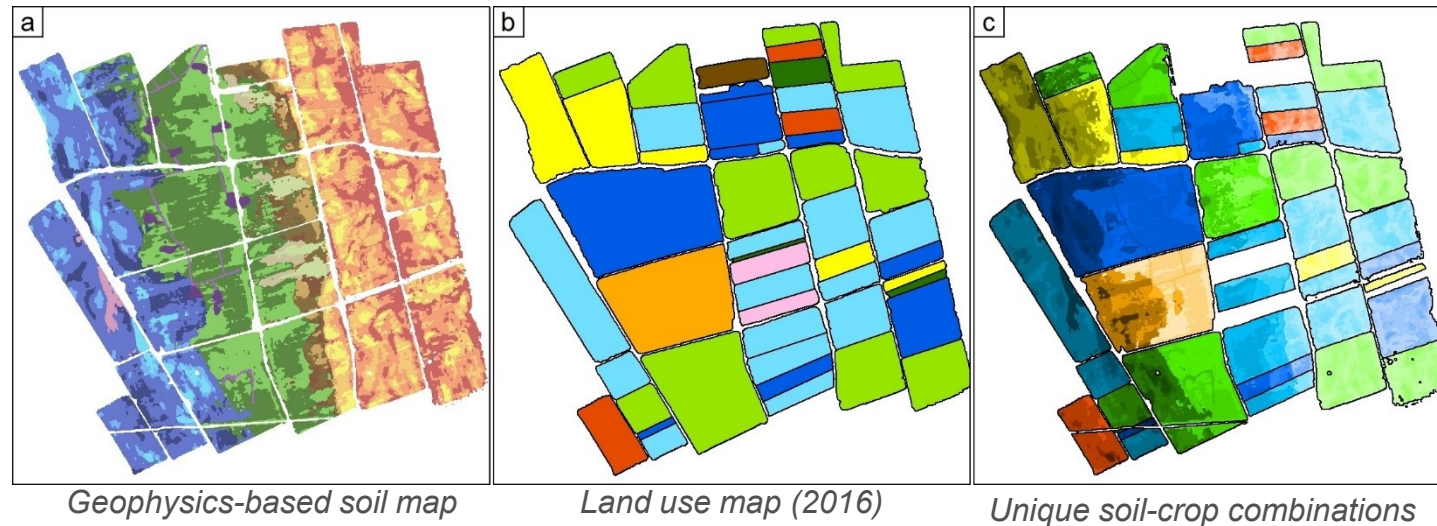 a
b
c
Geophysics-based soil map
Land use map (2016)
Unique soil-crop combinations